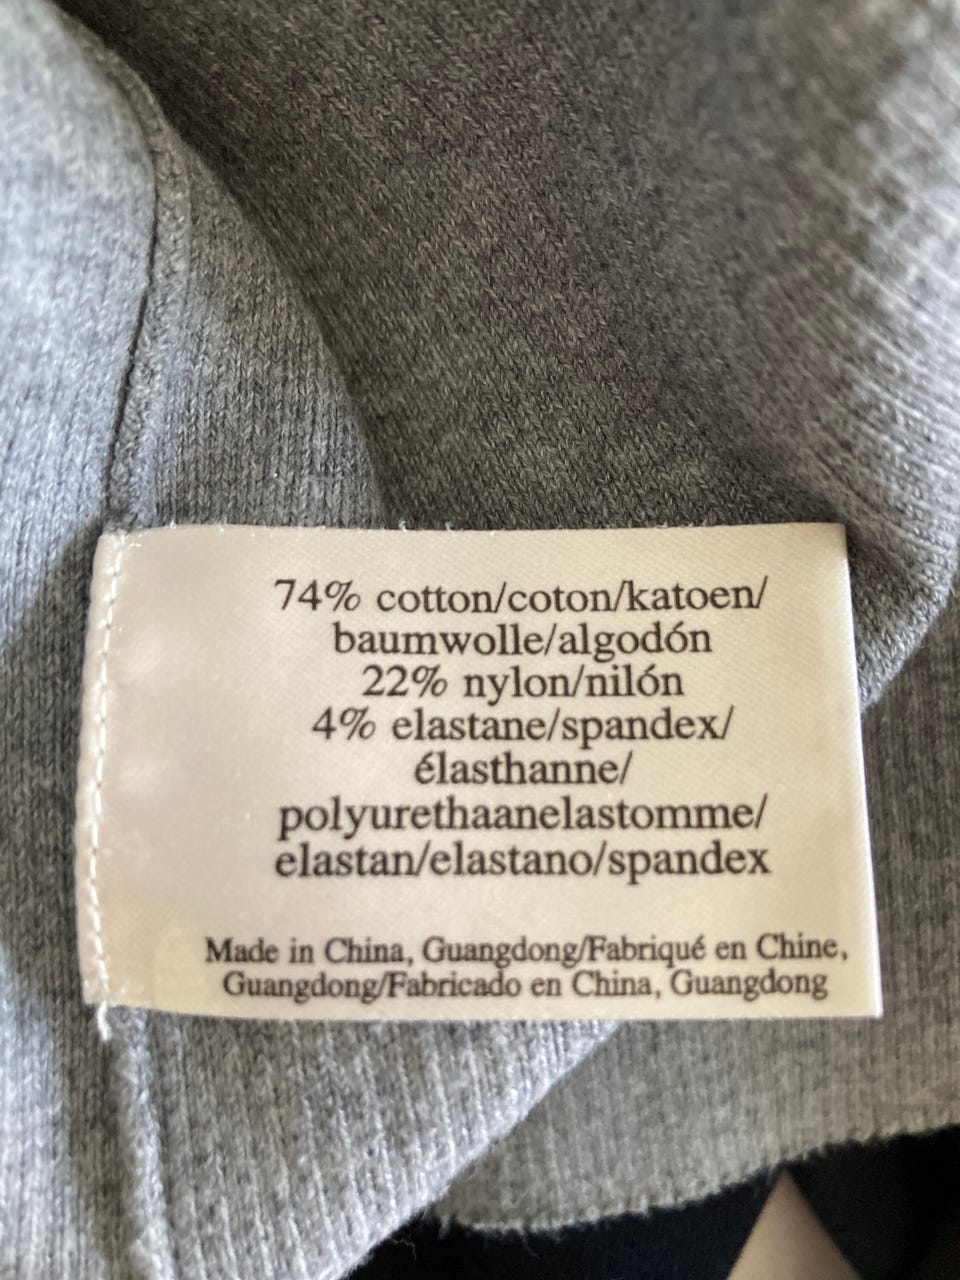 74% cotton/coton/katoen/
baumwolle/algodón
22% nylon/nilón
4% elastane/spandex/
élasthanne/
polyurethaanelastomme/
elastan/elastano/spandex
Made in China, Guangdong/Fabriqué en Chine,
Guangdong/Fabricado en China, Guangdong